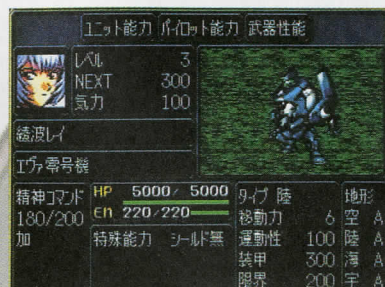 ユニット能力 パイロット能力 武器性能
レベル 3
NEXT 300
気力 100
綾波レイ
エヴァ零号機
精神コマンド
180/200
加
HP 5000/ 5000
EN 220/220
特殊能力 シールド無
タイプ 陸
移動力 6
運動性 100
装甲 300
限界 200
地形
空 A
陸 A
海 A
宇 A